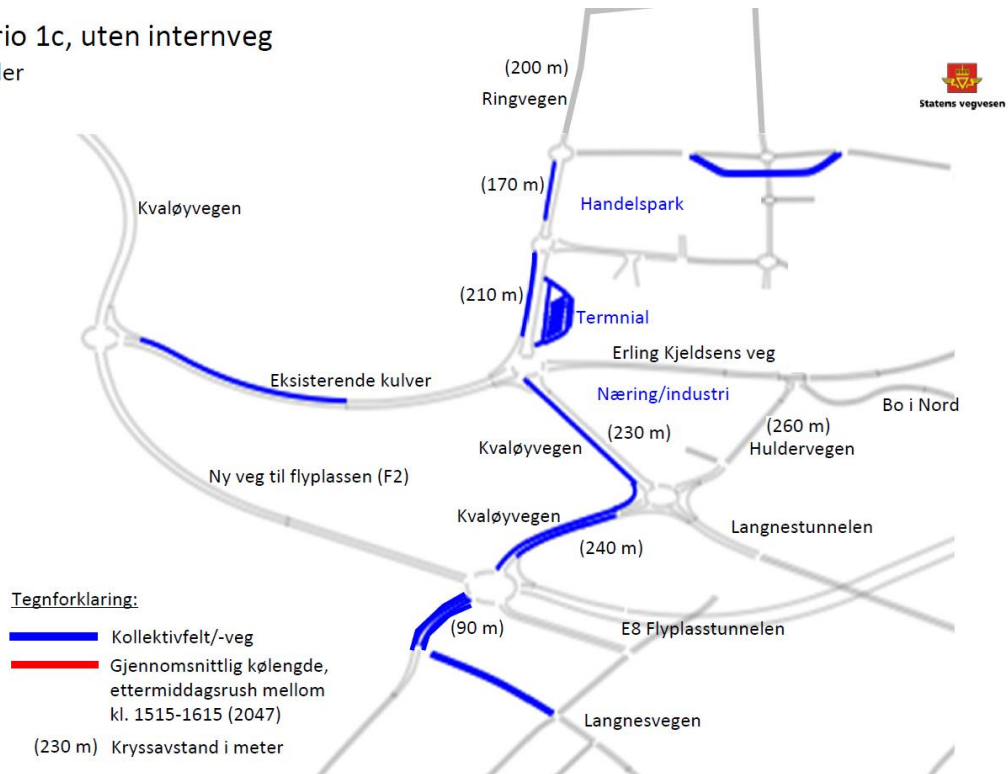 rio 1c, uten internveg
ler
(200 m)
Ringvegen
Statens vegvesen
(170 m)
Handelspark
Kvaløyvegen
(210 m)
Termnial
Erling Kjeldsens veg
Eksisterende kulver
Næring/industri
Bo i Nord
(230 m)
(260 m)
Huldervegen
Kvaløyvegen
Ny veg til flyplassen (F2)
Kvaløyvegen
Langnestunnelen
(240 m)
Tegnforklaring:
(90 m)
E8 Flyplasstunnelen
Kollektivfelt/-veg
Gjennomsnittlig kølengde,
ettermiddagsrush mellom
kl. 1515-1615 (2047)
(230 m) Kryssavstand i meter
Langnesvegen